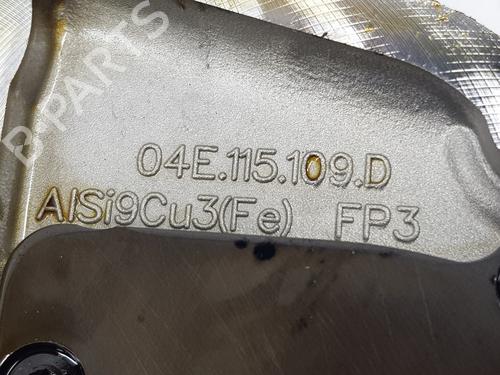 B-PARTS
04E.115.109.D
AlSi9Cu3(Fe) FP3